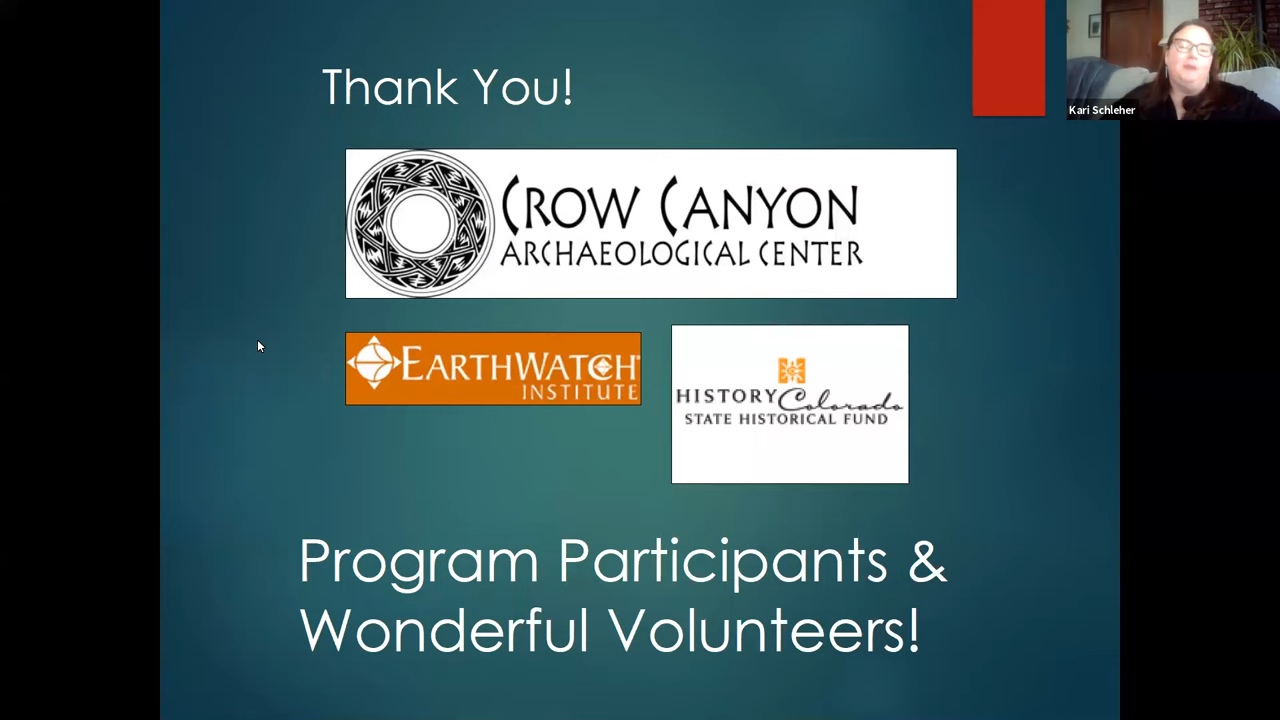 Thank You!
Kari Schleher
CROW CANYON
ARCHAEOLOGICAL CENTER
EARTHWATCH
INSTITUTE
HISTORY Colorado
STATE HISTORICAL FUND
Program Participants &
Wonderful Volunteers!